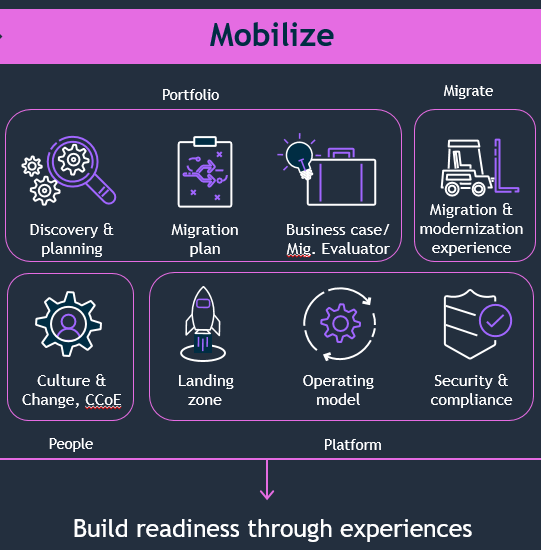 Mobilize
Portfolio
Migrate
Discovery &
planning
Migration
plan
Business case/
Mig. Evaluator
Migration &
modernization
experience
Culture &
Change, CCoE
Landing
zone
Operating
model
Security &
compliance
People
Platform
Build readiness through experiences